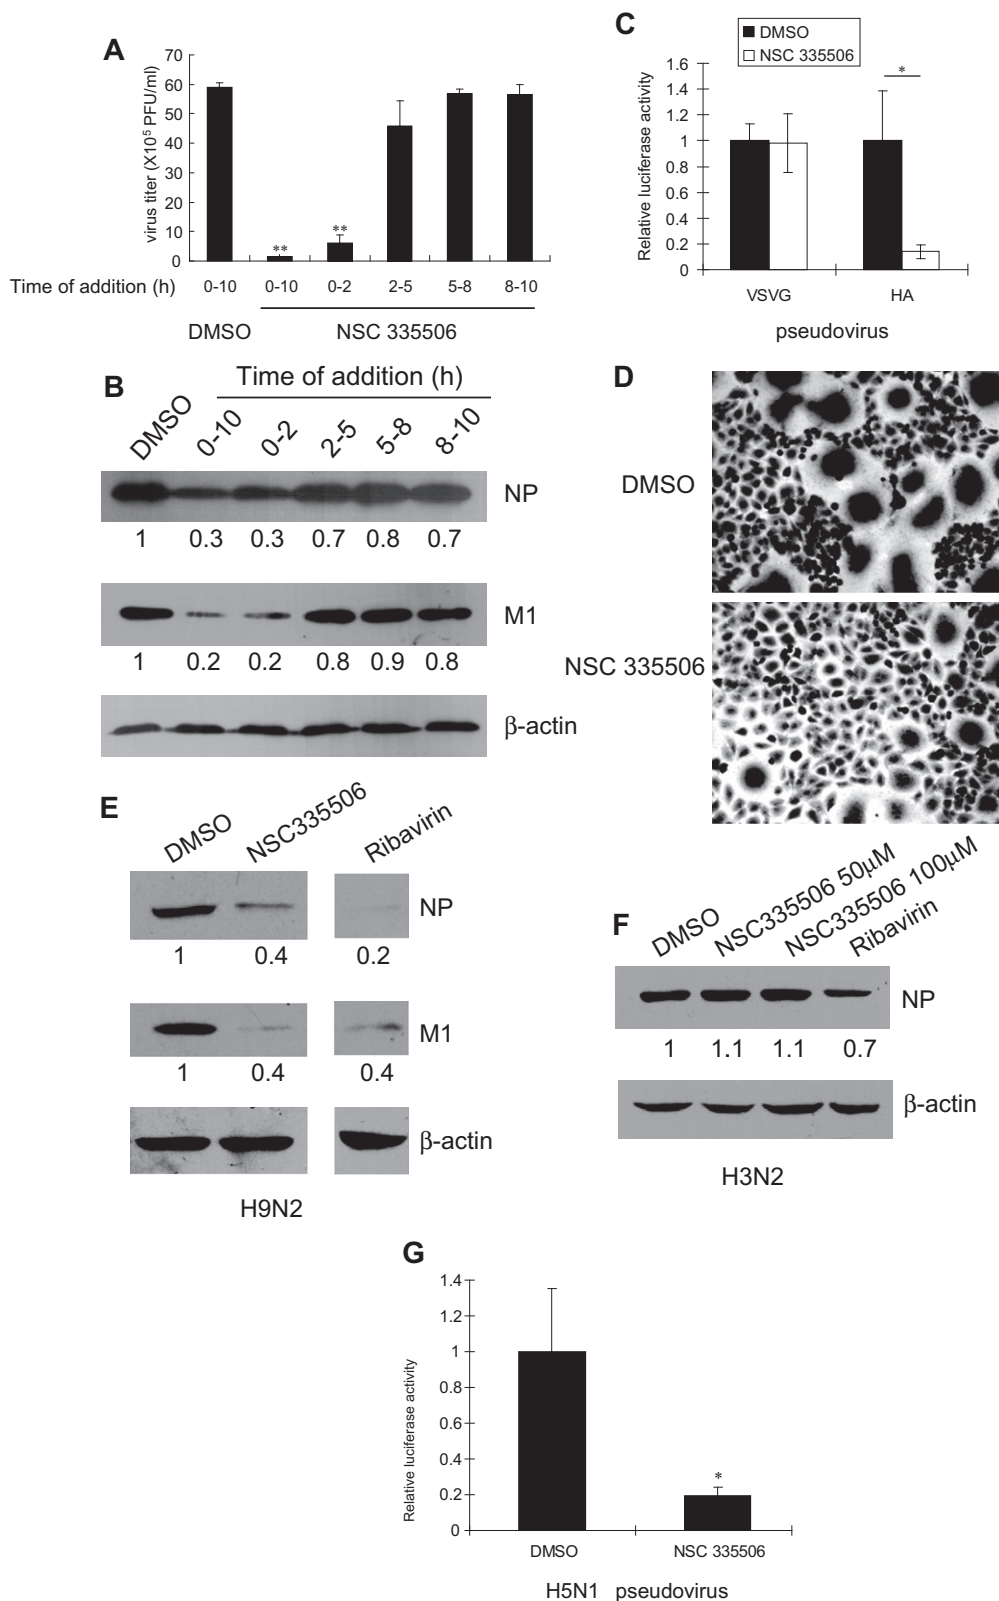 A
virus titer (X10⁵ PFU/ml)
70
60
50
40
30
20
10
0
** **
Time of addition (h) 0-10 0-10 0-2 2-5 5-8 8-10
DMSO NSC 335506
C
DMSO
NSC 335506
Relative luciferase activity
1.6
1.4
1.2
1
0.8
0.6
0.4
0.2
0
*
VSVG HA
pseudovirus
B
Time of addition (h)
DMSO 0-10 0-2 2-5 5-8 8-10
NP
1 0.3 0.3 0.7 0.8 0.7
M1
1 0.2 0.2 0.8 0.9 0.8
β-actin
D
DMSO
NSC 335506
E
DMSO NSC335506 Ribavirin
NP
1 0.4 0.2
M1
1 0.4 0.4
β-actin
H9N2
F
DMSO NSC335506 50μM NSC335506 100μM Ribavirin
NP
1 1.1 1.1 0.7
β-actin
H3N2
G
Relative luciferase activity
1.4
1.2
1
0.8
0.6
0.4
0.2
0
*
DMSO NSC 335506
H5N1 pseudovirus